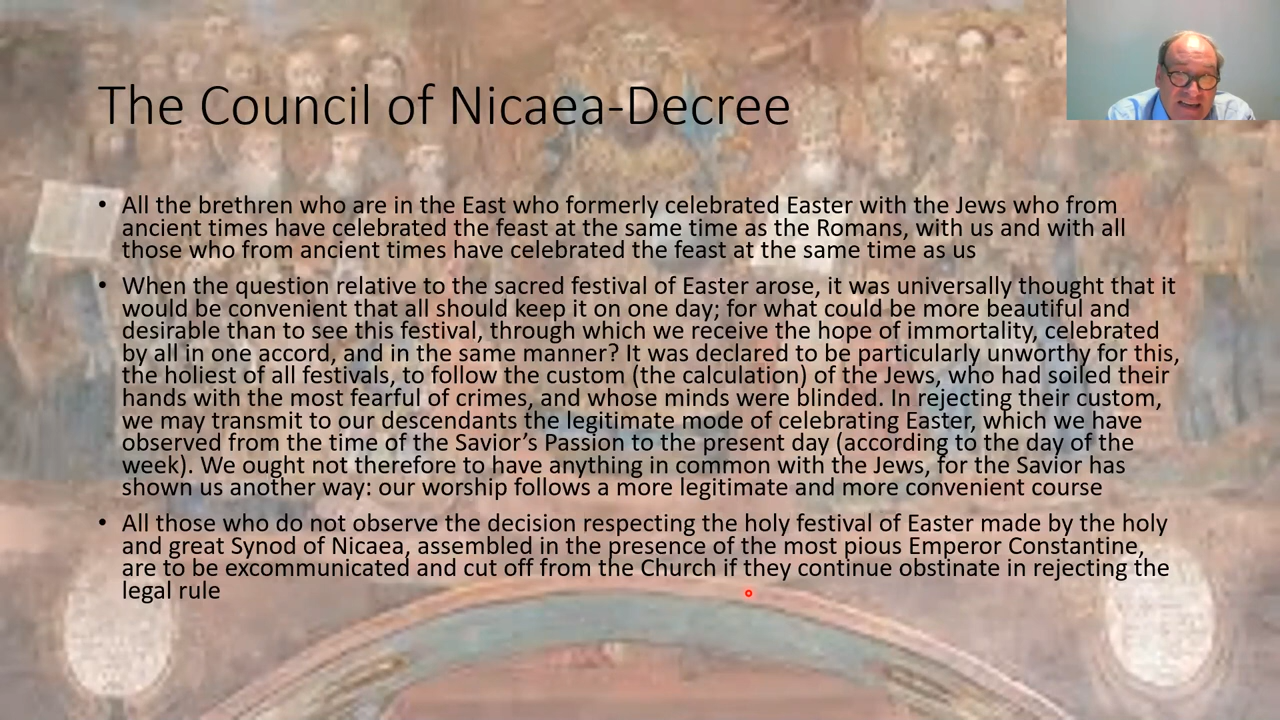 The Council of Nicaea-Decree
• All the brethren who are in the East who formerly celebrated Easter with the Jews who from
ancient times have celebrated the feast at the same time as the Romans, with us and with all
those who from ancient times have celebrated the feast at the same time as us
• When the question relative to the sacred festival of Easter arose, it was universally thought that it
would be convenient that all should keep it on one day; for what could be more beautiful and
desirable than to see this festival, through which we receive the hope of immortality, celebrated
by all in one accord, and in the same manner? It was declared to be particularly unworthy for this,
the holiest of all festivals, to follow the custom (the calculation) of the Jews, who had soiled their
hands with the most fearful of crimes, and whose minds were blinded. In rejecting their custom,
we may transmit to our descendants the legitimate mode of celebrating Easter, which we have
observed from the time of the Savior’s Passion to the present day (according to the day of the
week). We ought not therefore to have anything in common with the Jews, for the Savior has
shown us another way: our worship follows a more legitimate and more convenient course
• All those who do not observe the decision respecting the holy festival of Easter made by the holy
and great Synod of Nicaea, assembled in the presence of the most pious Emperor Constantine,
are to be excommunicated and cut off from the Church if they continue obstinate in rejecting the
legal rule